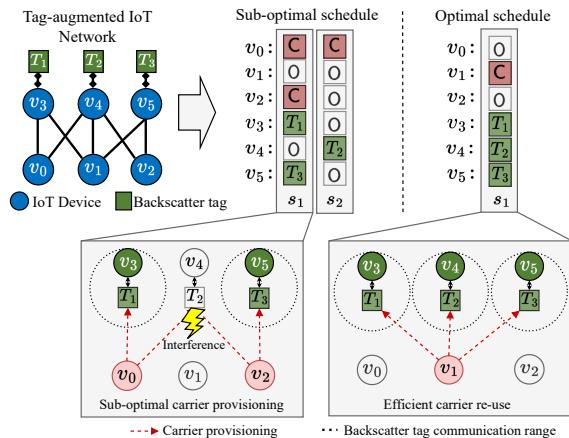 Tag-augmented IoT
Network
T1 T2 T3
v3 v4 v5
v0 v1 v2
IoT Device Backscatter tag
Sub-optimal schedule
v0: C C
v1: O O
v2: C O
v3: T1 O
v4: O T2
v5: T3 O
s1 s2
Optimal schedule
v0: O
v1: C
v2: O
v3: T1
v4: T2
v5: T3
s1
v3 v4 v5
T1 T2 T3
Interference
v0 v1 v2
Sub-optimal carrier provisioning
v3 v4 v5
T1 T2 T3
v0 v1 v2
Efficient carrier re-use
Carrier provisioning Backscatter tag communication range